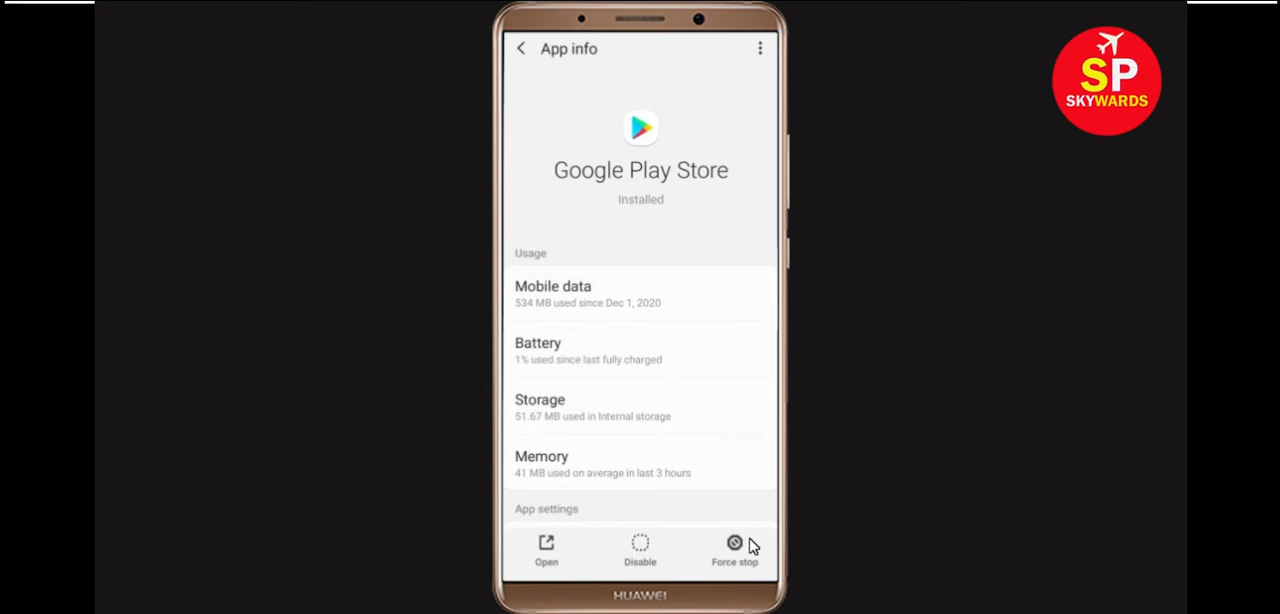 App info
SP
SKYWARDS
Google Play Store
Installed
Usage
Mobile data
534 MB used since Dec 1, 2020
Battery
1% used since last fully charged
Storage
51.67 MB used in Internal storage
Memory
41 MB used on average in last 3 hours
App settings
Open Disable Force stop
HUAWEI